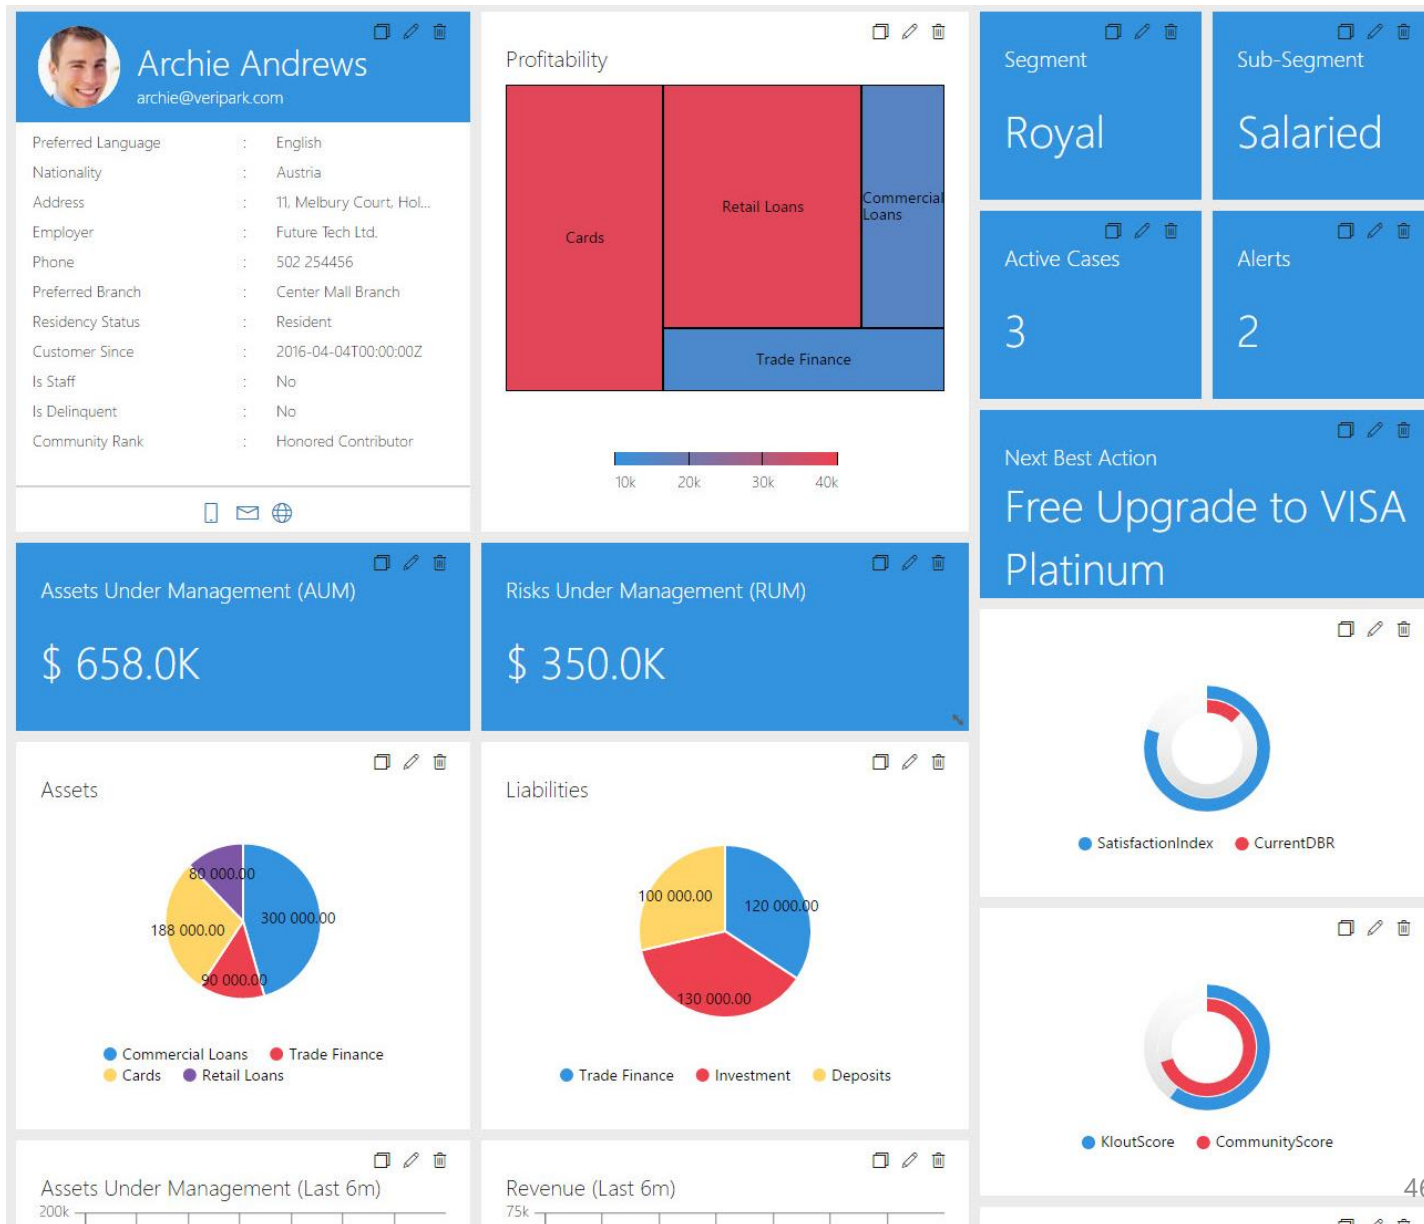 Archie Andrews
archie@veripark.com
Preferred Language : English
Nationality : Austria
Address : 11, Melbury Court, Hol...
Employer : Future Tech Ltd.
Phone : 502 254456
Preferred Branch : Center Mall Branch
Residency Status : Resident
Customer Since : 2016-04-04T00:00:00Z
Is Staff : No
Is Delinquent : No
Community Rank : Honored Contributor
Profitability
Cards
Retail Loans
Commercial
Loans
Trade Finance
10k 20k 30k 40k
Segment
Royal
Sub-Segment
Salaried
Active Cases
3
Alerts
2
Next Best Action
Free Upgrade to VISA
Platinum
Assets Under Management (AUM)
$ 658.0K
Risks Under Management (RUM)
$ 350.0K
SatisfactionIndex CurrentDBR
Assets
80 000.00
300 000.00
188 000.00
90 000.00
Commercial Loans Trade Finance
Cards Retail Loans
Liabilities
100 000.00
120 000.00
130 000.00
Trade Finance Investment Deposits
KloutScore CommunityScore
Assets Under Management (Last 6m)
200k
Revenue (Last 6m)
75k
46